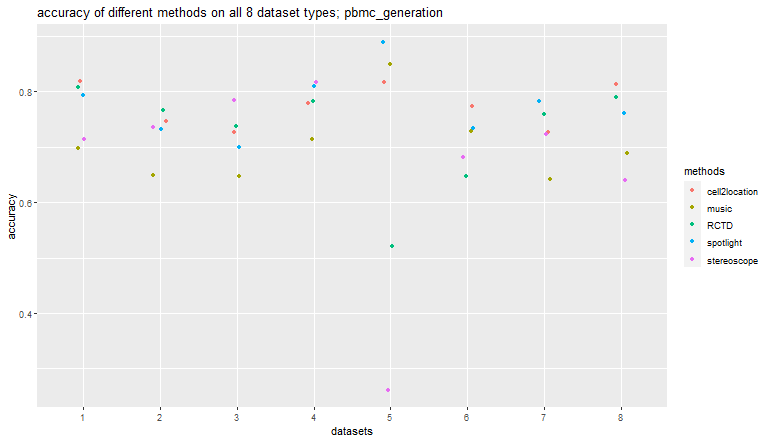 accuracy of different methods on all 8 dataset types; pbmc_generation
accuracy
0.8
0.6
0.4
1 2 3 4 5 6 7 8
datasets
methods
cell2location
music
RCTD
spotlight
stereoscope